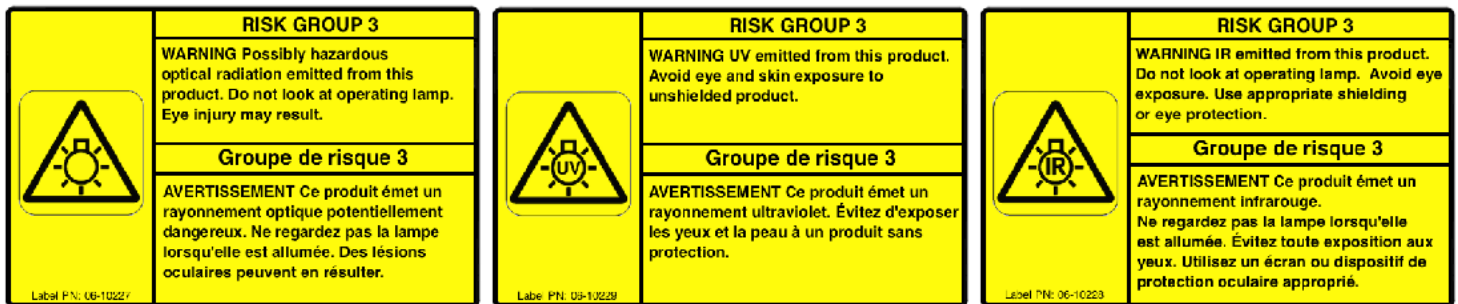 RISK GROUP 3
WARNING Possibly hazardous
optical radiation emitted from this
product. Do not look at operating lamp.
Eye injury may result.
Groupe de risque 3
AVERTISSEMENT Ce produit émet un
rayonnement optique potentiellement
dangereux. Ne regardez pas la lampe
lorsqu'elle est allumée. Des lésions
oculaires peuvent en résulter.
Label PN: 06-10227
RISK GROUP 3
WARNING UV emitted from this product.
Avoid eye and skin exposure to
unshielded product.
UV
Groupe de risque 3
AVERTISSEMENT Ce produit émet un
rayonnement ultraviolet. Évitez d'exposer
les yeux et la peau à un produit sans
protection.
Label PN: 06-10229
RISK GROUP 3
WARNING IR emitted from this product.
Do not look at operating lamp. Avoid eye
exposure. Use appropriate shielding
or eye protection.
IR
Groupe de risque 3
AVERTISSEMENT Ce produit émet un
rayonnement infrarouge.
Ne regardez pas la lampe lorsqu'elle
est allumée. Évitez toute exposition aux
yeux. Utilisez un écran ou dispositif de
protection oculaire approprié.
Label PN: 06-10228